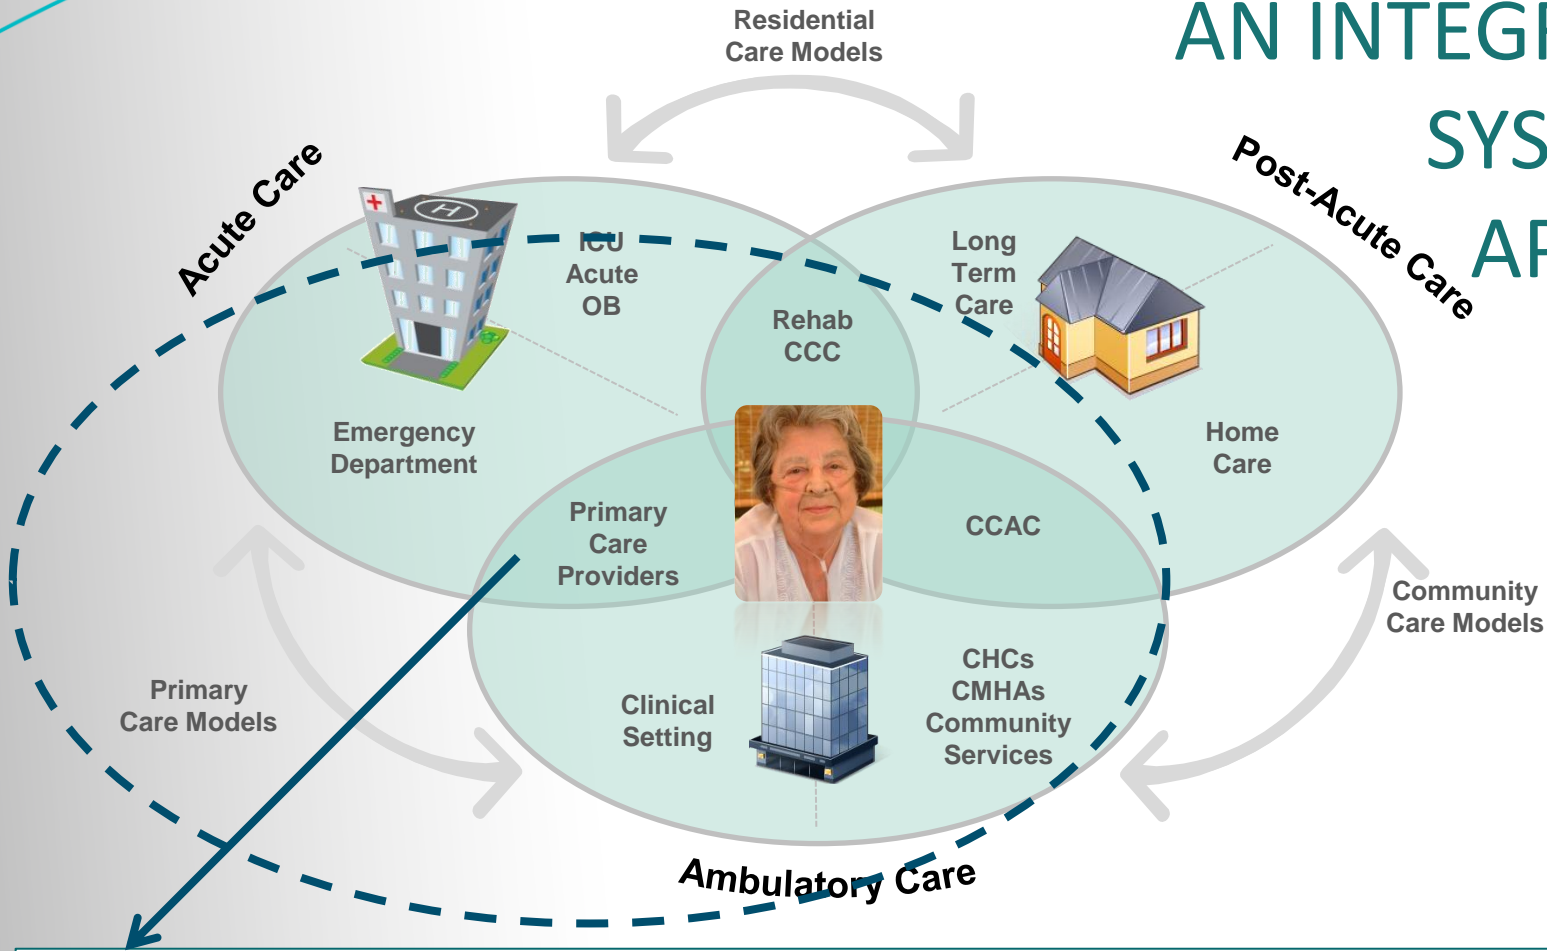 Residential
Care Models
AN INTEGR
SYS
AP
Acute Care
Post-Acute Care
ICU
Acute
OB
Long
Term
Care
Rehab
CCC
H
Emergency
Department
Home
Care
Primary
Care
Providers
CCAC
Community
Care Models
Primary
Care Models
Clinical
Setting
CHCs
CMHAs
Community
Services
Ambulatory Care